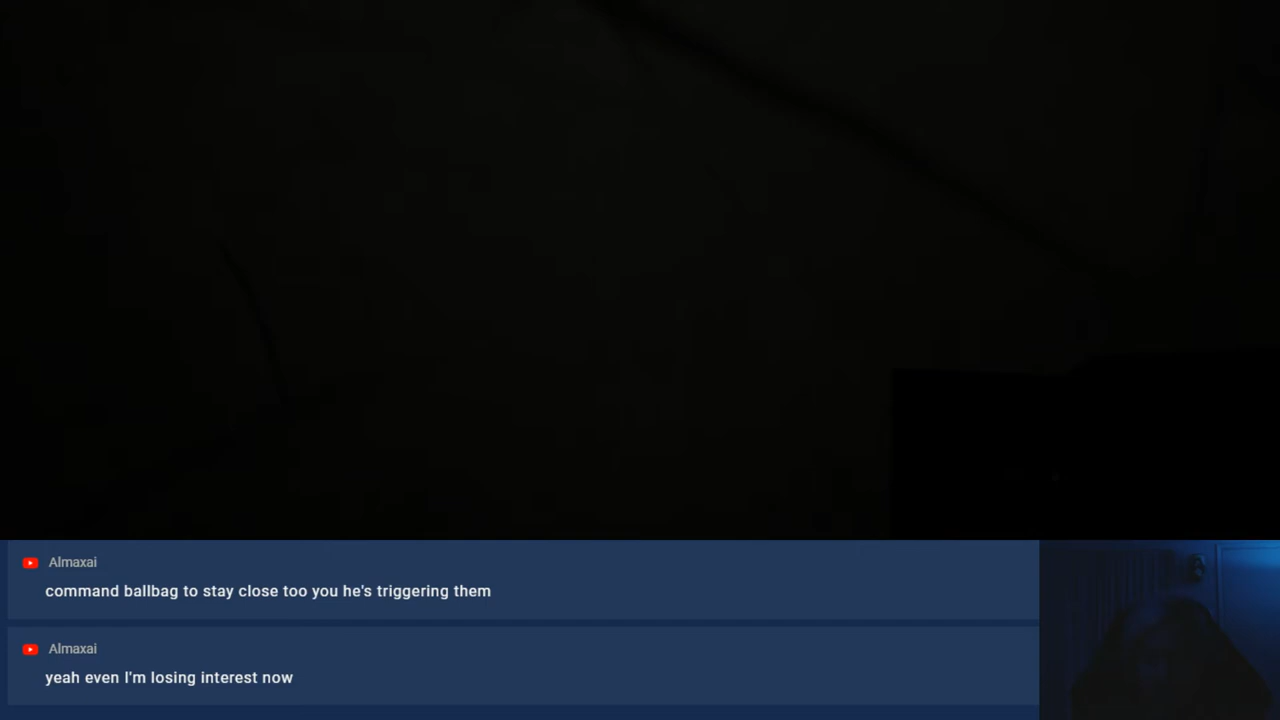 Almaxai
command ballbag to stay close too you he's triggering them
Almaxai
yeah even I'm losing interest now